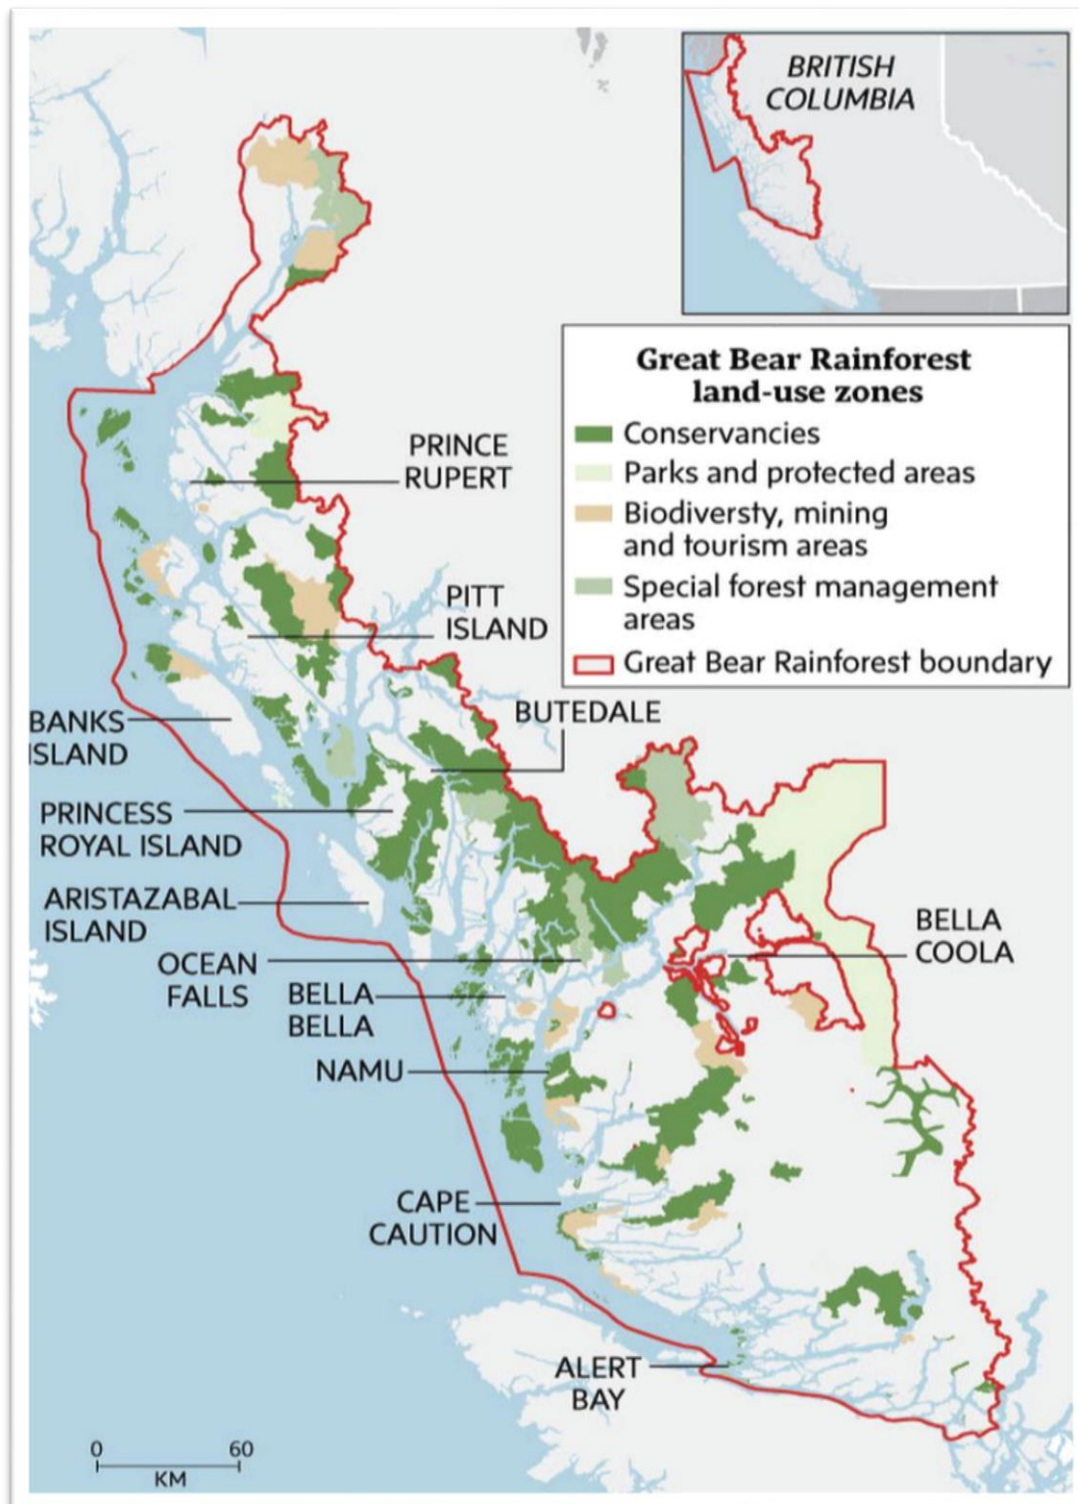 BRITISH
COLUMBIA
Great Bear Rainforest
land-use zones
Conservancies
Parks and protected areas
Biodiversty, mining
and tourism areas
Special forest management
areas
Great Bear Rainforest boundary
PRINCE
RUPERT
PITT
ISLAND
BUTEDALE
BANKS
ISLAND
PRINCESS
ROYAL ISLAND
ARISTAZABAL
ISLAND
BELLA
COOLA
OCEAN
FALLS
BELLA
BELLA
NAMU
CAPE
CAUTION
ALERT
BAY
0 60
KM